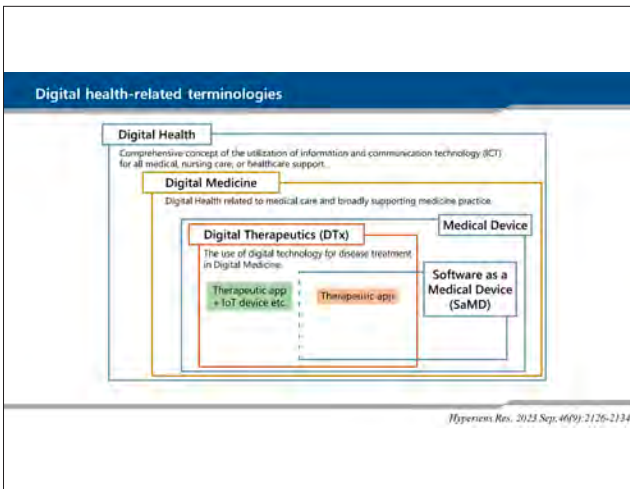 Digital health-related terminologies
Digital Health
Comprehensive concept of the utilization of information and communication technology (ICT)
for all medical, nursing care, or healthcare support.
Digital Medicine
Digital Health related to medical care and broadly supporting medicine practice.
Medical Device
Digital Therapeutics (DTx)
The use of digital technology for disease treatment
in Digital Medicine.
Therapeutic app
+ IoT device etc.
Therapeutic app
Software as a
Medical Device
(SaMD)
Hypertens Res. 2023 Sep;46(9):2126-2134